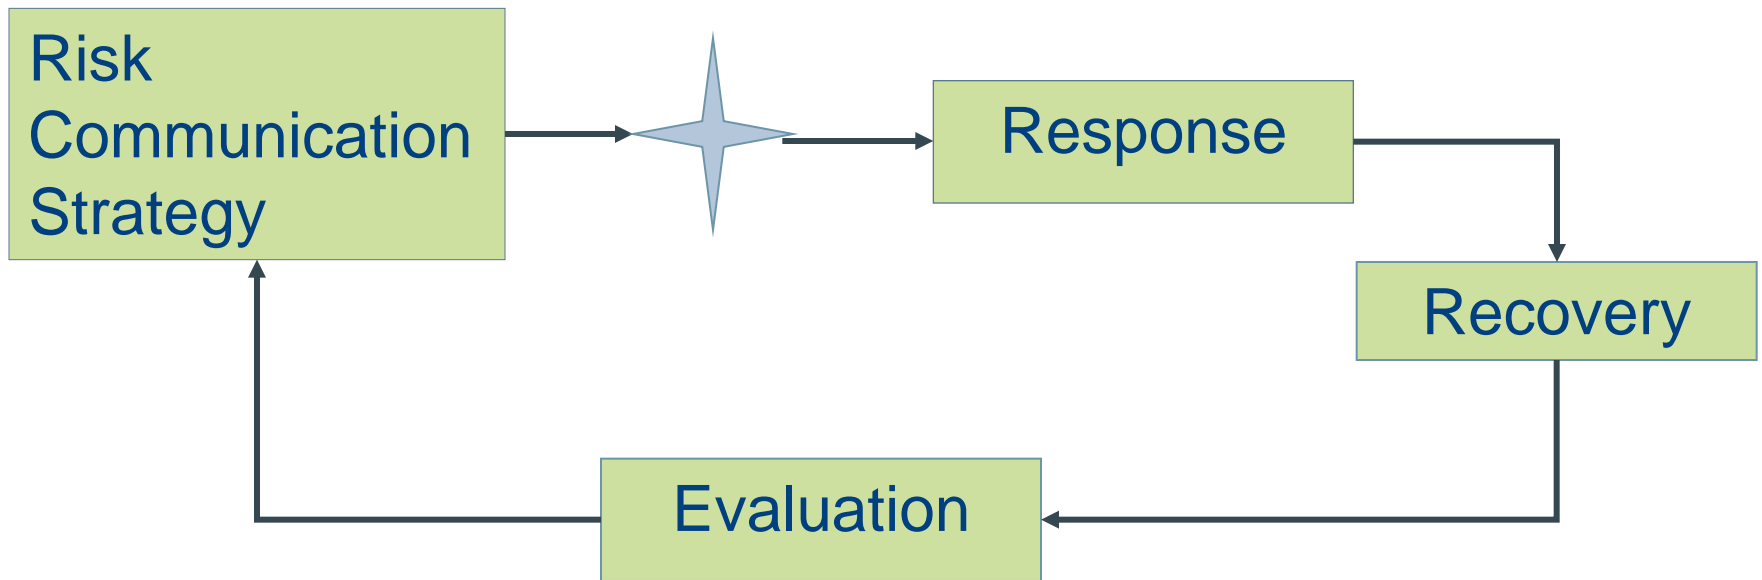 Risk
Communication
Strategy
Response
Recovery
Evaluation